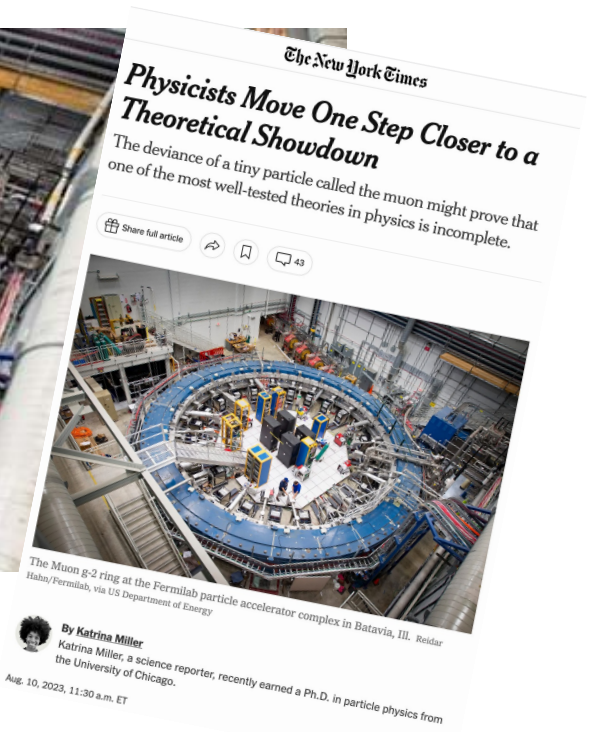 The New York Times
Physicists Move One Step Closer to a
Theoretical Showdown
The deviance of a tiny particle called the muon might prove that
one of the most well-tested theories in physics is incomplete.
Share full article
43
The Muon g-2 ring at the Fermilab particle accelerator complex in Batavia, Ill. Reidar
Hahn/Fermilab, via US Department of Energy
By Katrina Miller
Katrina Miller, a science reporter, recently earned a Ph.D. in particle physics from
the University of Chicago.
Aug. 10, 2023, 11:30 a.m. ET